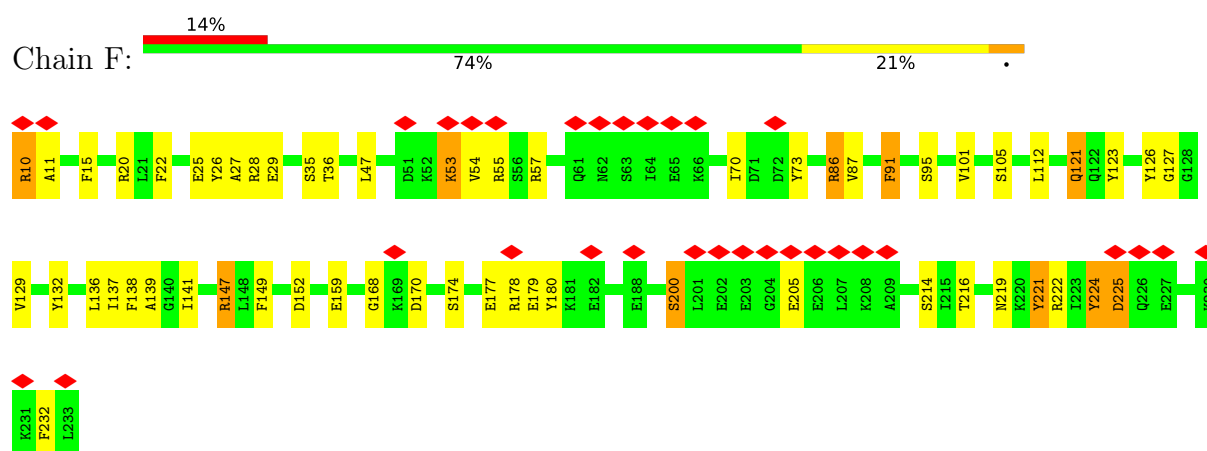 14%
Chain F:
74% 21% •
R10 A11 F15 R20 L21 F22 E25 Y26 A27 R28 E29 S35 T36 L47 D51 K52 K53 V54 R55 S56 R57 Q61 N62 S63 I64 E65 K66 I70 D71 D72 Y73 R86 V87 F91 S95 V101 S105 L112 Q121 Q122 Y123 Y126 G127 G128
V129 Y132 L136 I137 F138 A139 G140 I141 R147 L148 F149 D152 E159 G168 K169 D170 S174 E177 R178 E179 Y180 K181 E182 E188 S200 L201 E202 E203 G204 E205 E206 L207 K208 A209 S214 I215 T216 N219 K220 Y221 R222 I223 Y224 D225 Q226 E227
K231 F232 L233